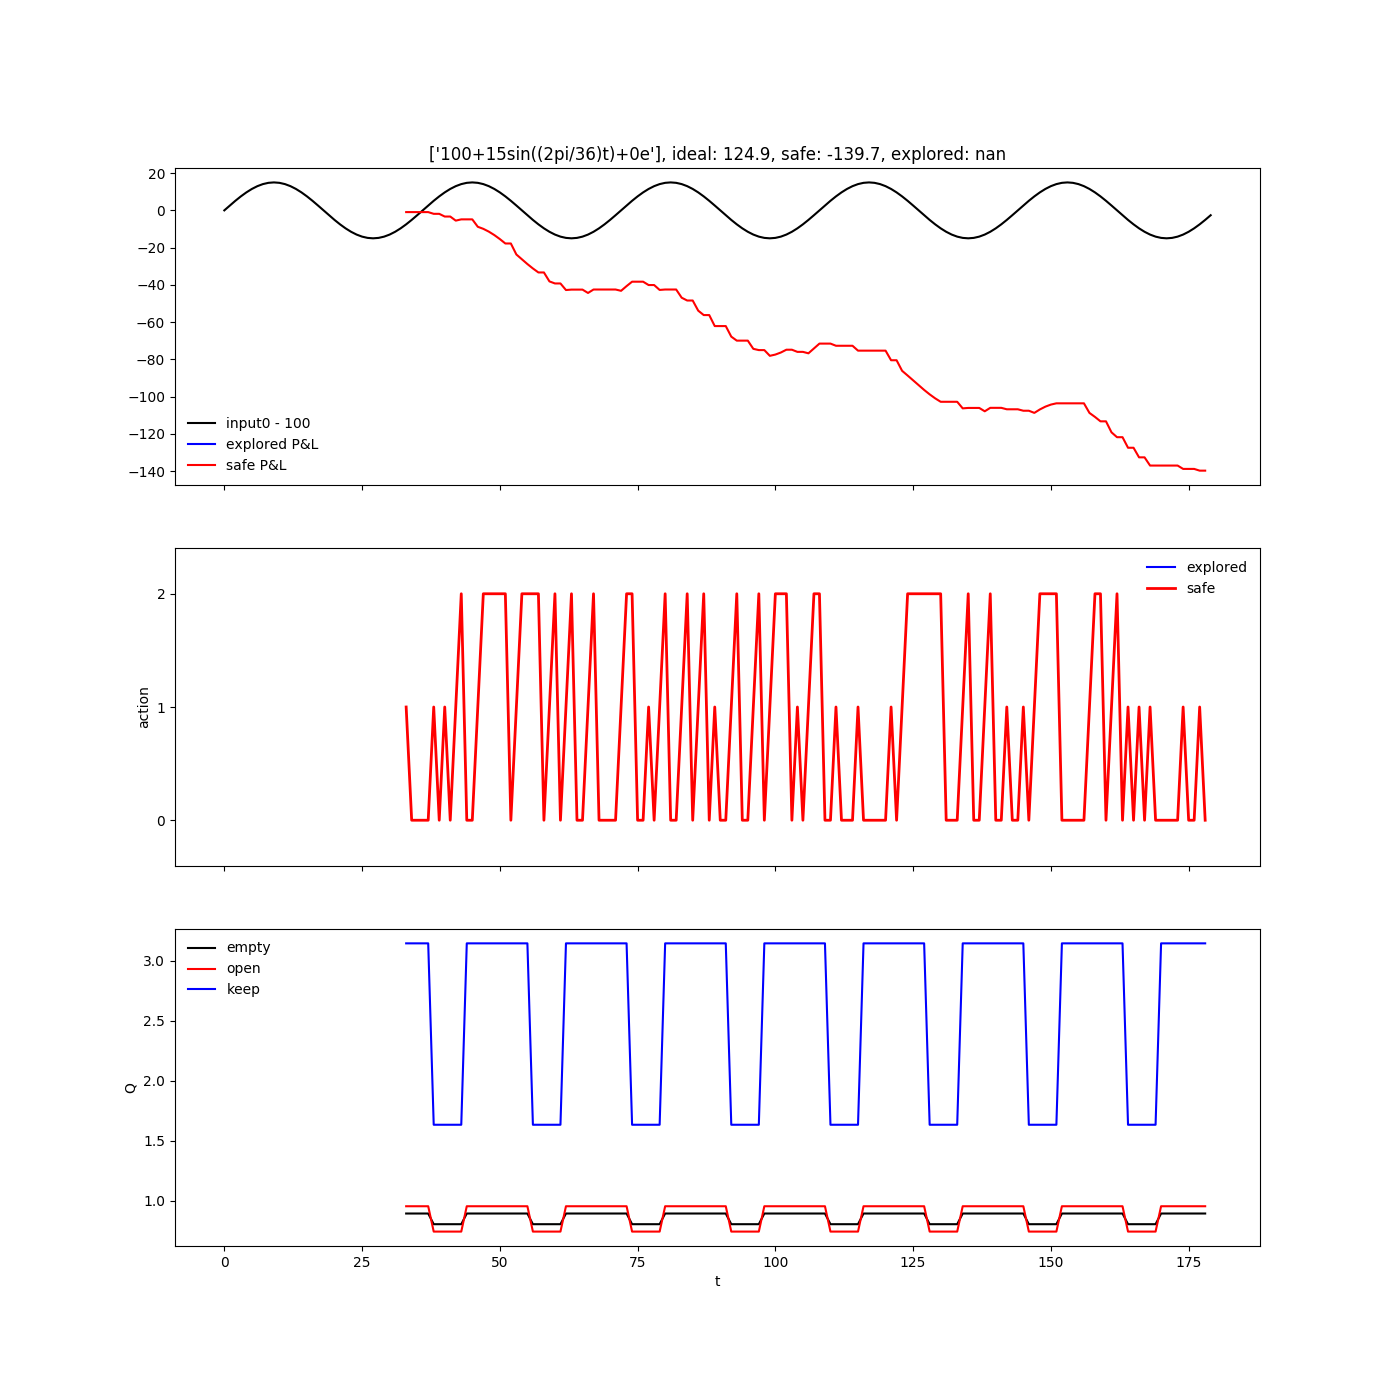 ['100+15sin((2pi/36)t)+0e'], ideal: 124.9, safe: -139.7, explored: nan
20
0
−20
−40
−60
−80
−100
−120
−140
input0 - 100
explored P&L
safe P&L
action
2
1
0
explored
safe
Q
3.0
2.5
2.0
1.5
1.0
empty
open
keep
0 25 50 75 100 125 150 175
t